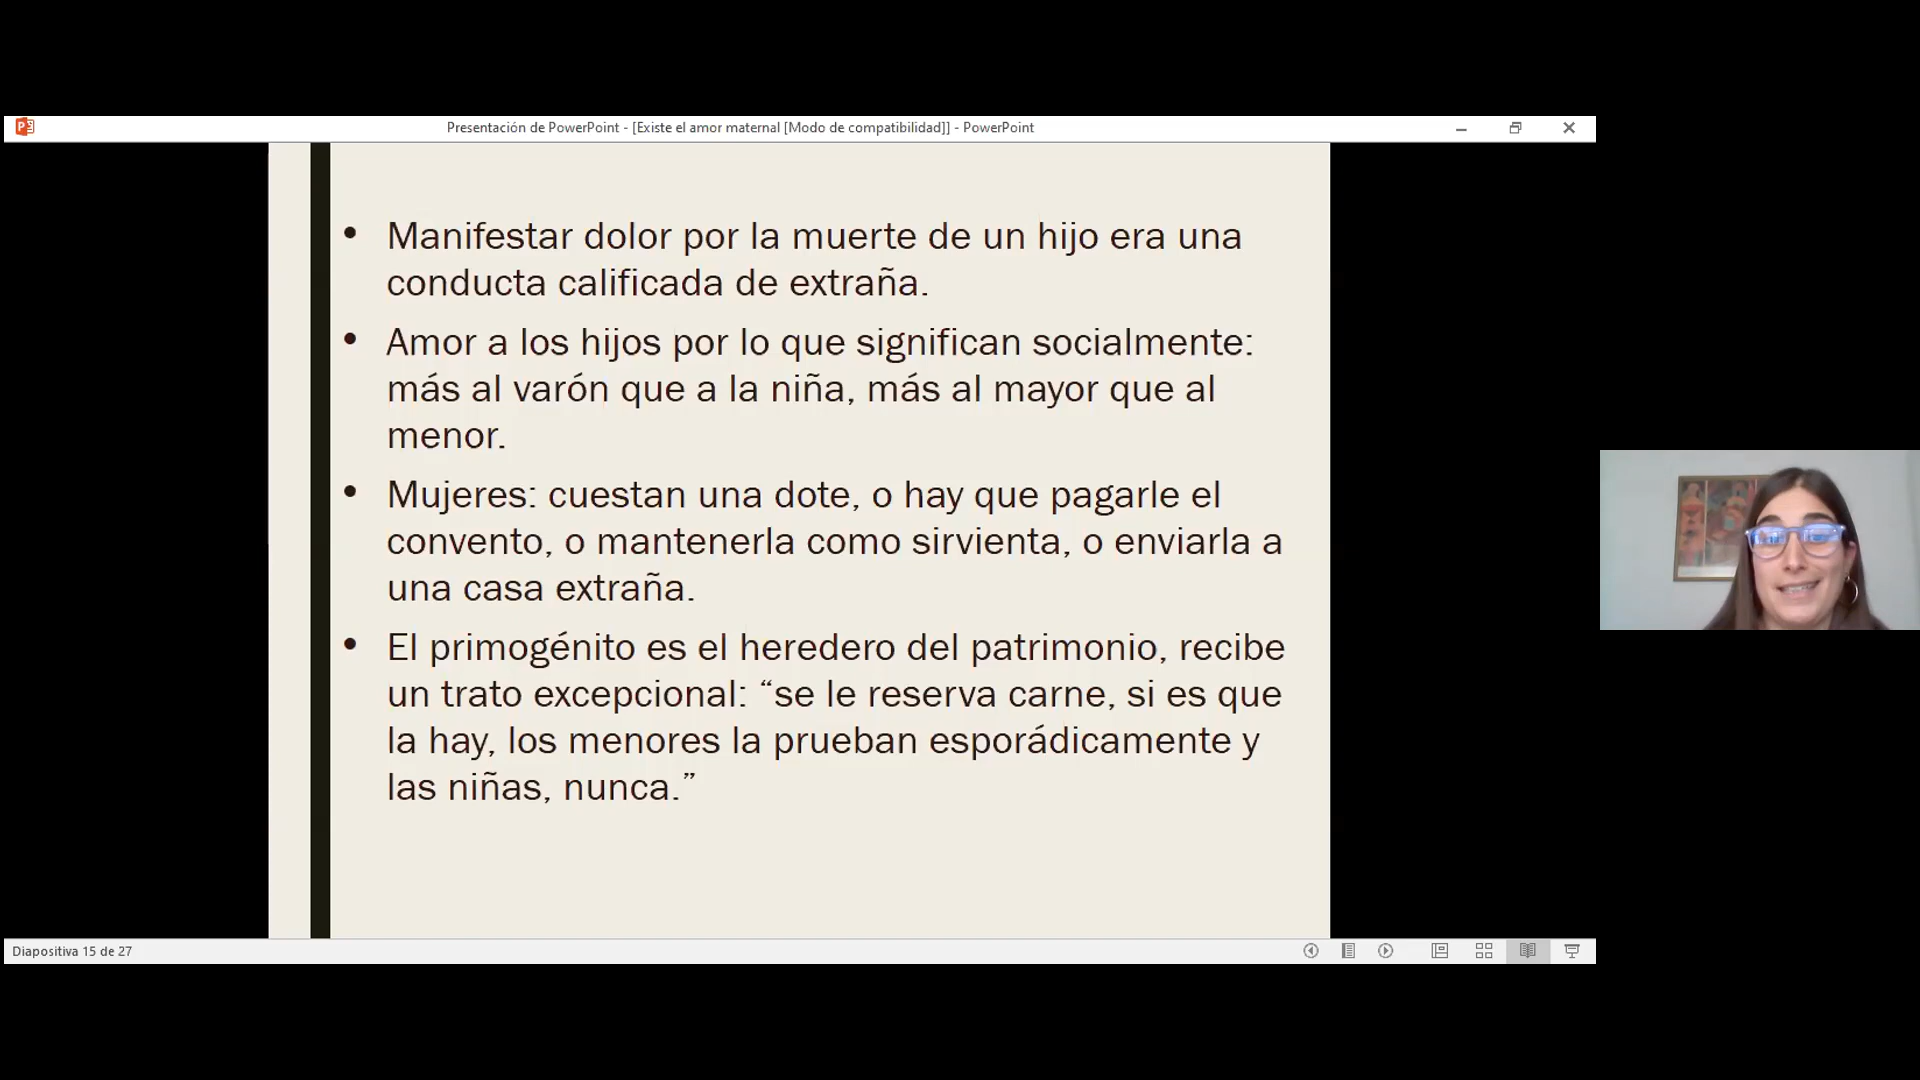 Presentación de PowerPoint - [Existe el amor maternal [Modo de compatibilidad]] - PowerPoint
• Manifestar dolor por la muerte de un hijo era una
conducta calificada de extraña.
• Amor a los hijos por lo que significan socialmente:
más al varón que a la niña, más al mayor que al
menor.
• Mujeres: cuestan una dote, o hay que pagarle el
convento, o mantenerla como sirvienta, o enviarla a
una casa extraña.
• El primogénito es el heredero del patrimonio, recibe
un trato excepcional: “se le reserva carne, si es que
la hay, los menores la prueban esporádicamente y
las niñas, nunca.”
Diapositiva 15 de 27